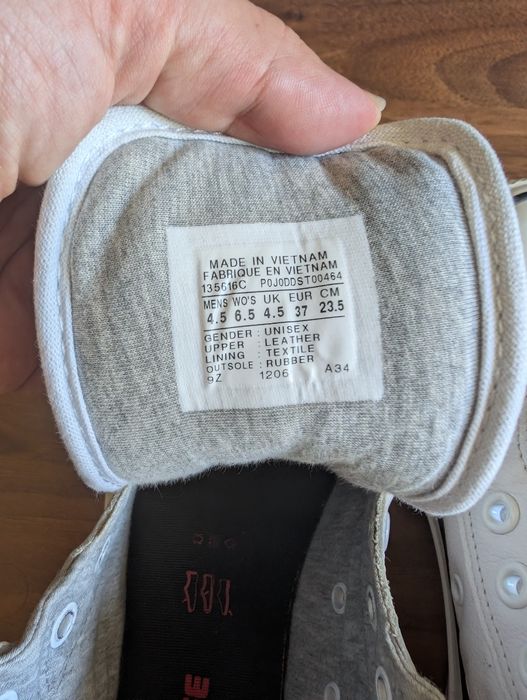 MADE IN VIETNAM
FABRIQUE EN VIETNAM
135616C P0J0DDST00464
MENS WO'S UK EUR CM
4.5 6.5 4.5 37 23.5
GENDER : UNISEX
UPPER : LEATHER
LINING : TEXTILE
OUTSOLE : RUBBER
9Z 1206 A34